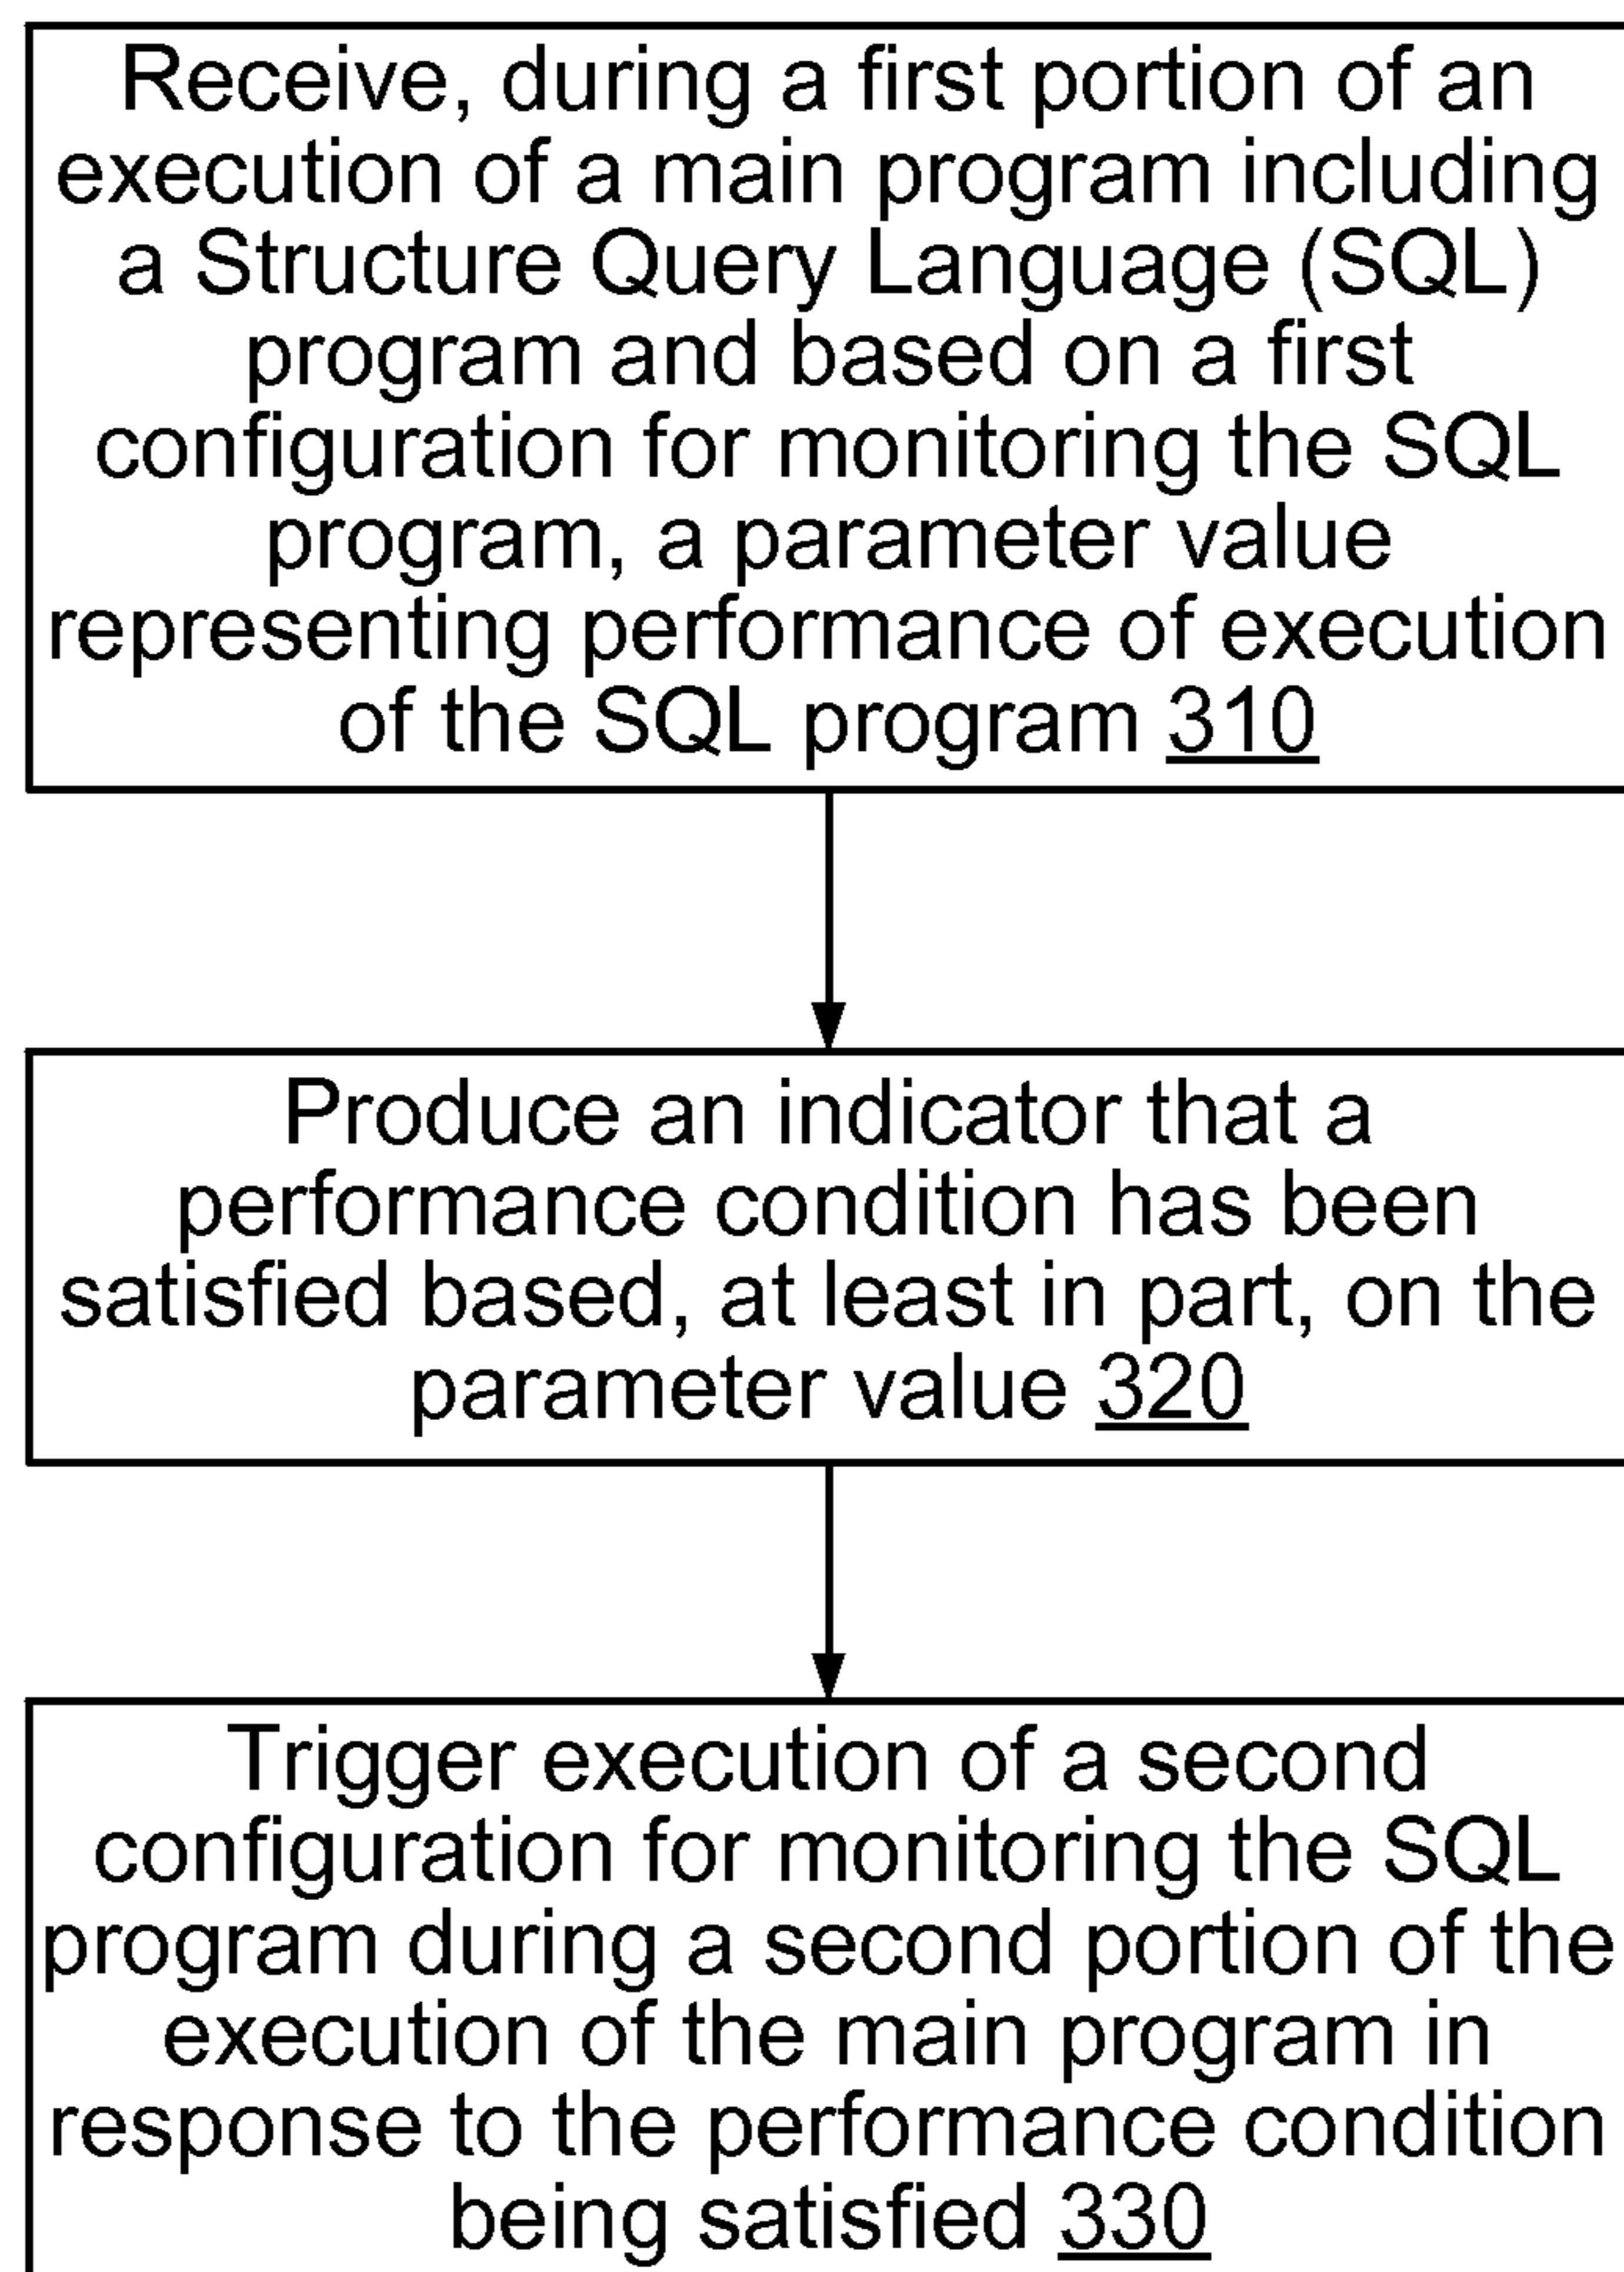 Receive, during a first portion of an
execution of a main program including
a Structure Query Language (SQL)
program and based on a first
configuration for monitoring the SQL
program, a parameter value
representing performance of execution
of the SQL program 310
Produce an indicator that a
performance condition has been
satisfied based, at least in part, on the
parameter value 320
Trigger execution of a second
configuration for monitoring the SQL
program during a second portion of the
execution of the main program in
response to the performance condition
being satisfied 330